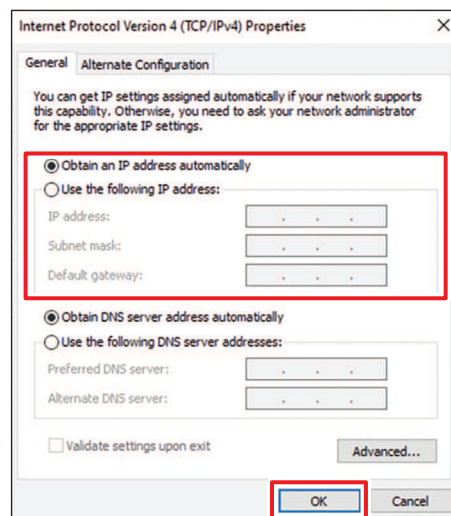 Internet Protocol Version 4 (TCP/IPv4) Properties
General
Alternate Configuration
You can get IP settings assigned automatically if your network supports
this capability. Otherwise, you need to ask your network administrator
for the appropriate IP settings.
Obtain an IP address automatically
Use the following IP address:
IP address:
Subnet mask:
Default gateway:
Obtain DNS server address automatically
Use the following DNS server addresses:
Preferred DNS server:
Alternate DNS server:
Validate settings upon exit
Advanced...
OK
Cancel